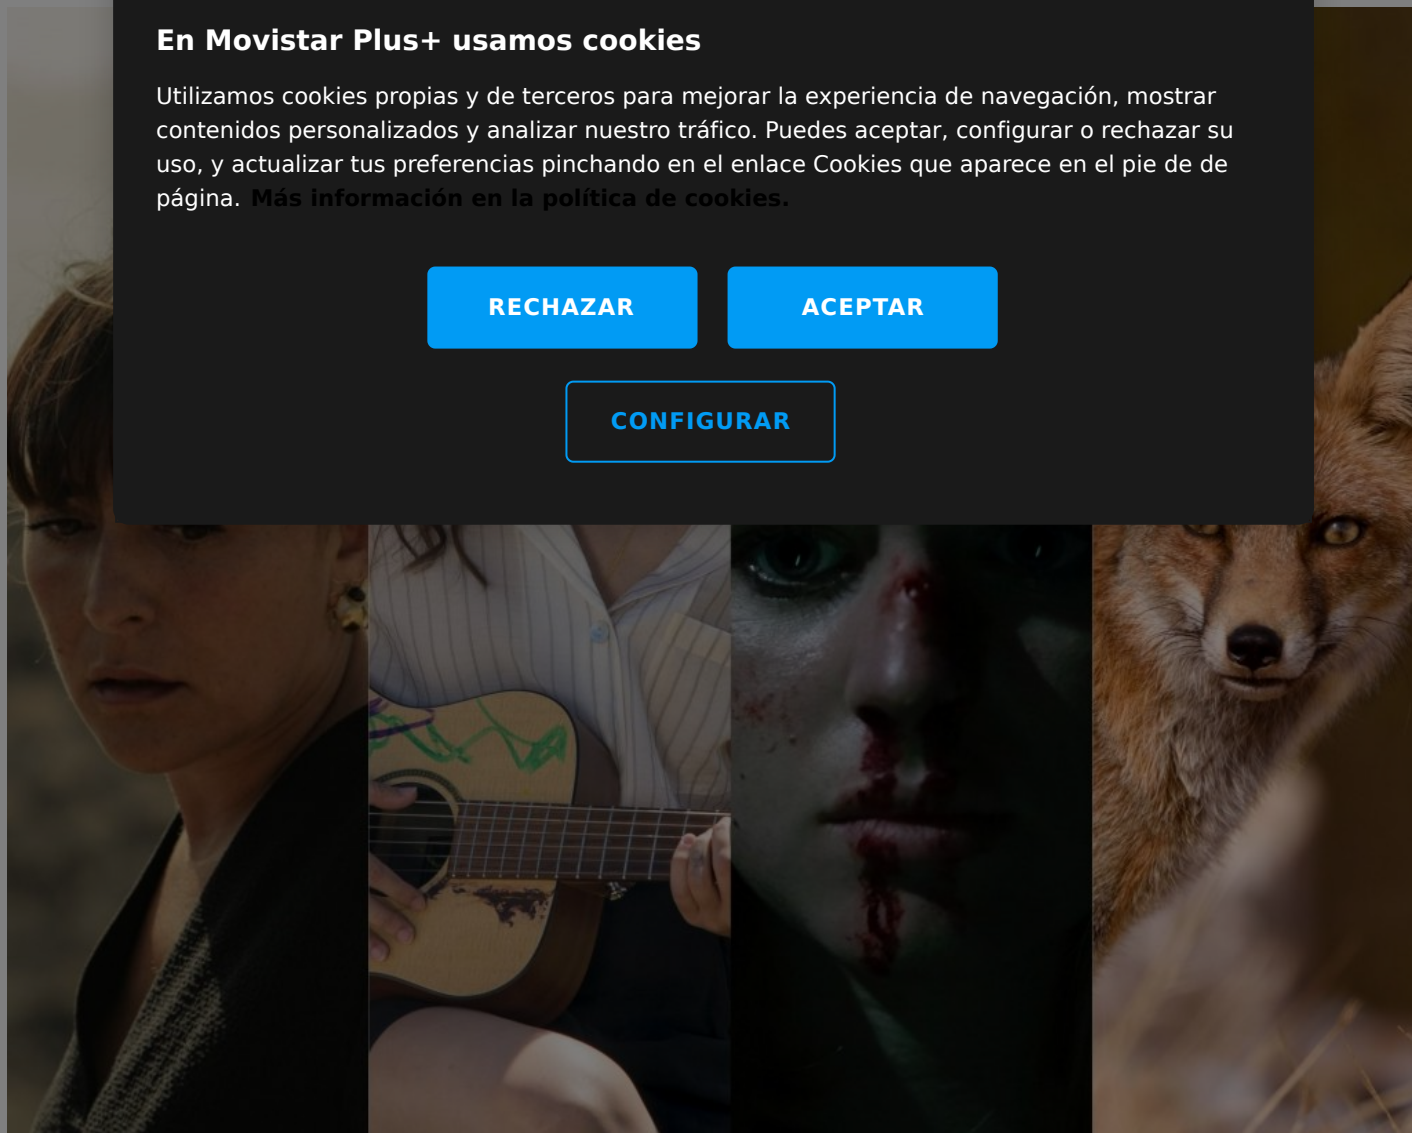 En Movistar Plus+ usamos cookies
Utilizamos cookies propias y de terceros para mejorar la experiencia de navegación, mostrar
contenidos personalizados y analizar nuestro tráfico. Puedes aceptar, configurar o rechazar su
uso, y actualizar tus preferencias pinchando en el enlace Cookies que aparece en el pie de de
página. Más información en la política de cookies.
RECHAZAR ACEPTAR
CONFIGURAR